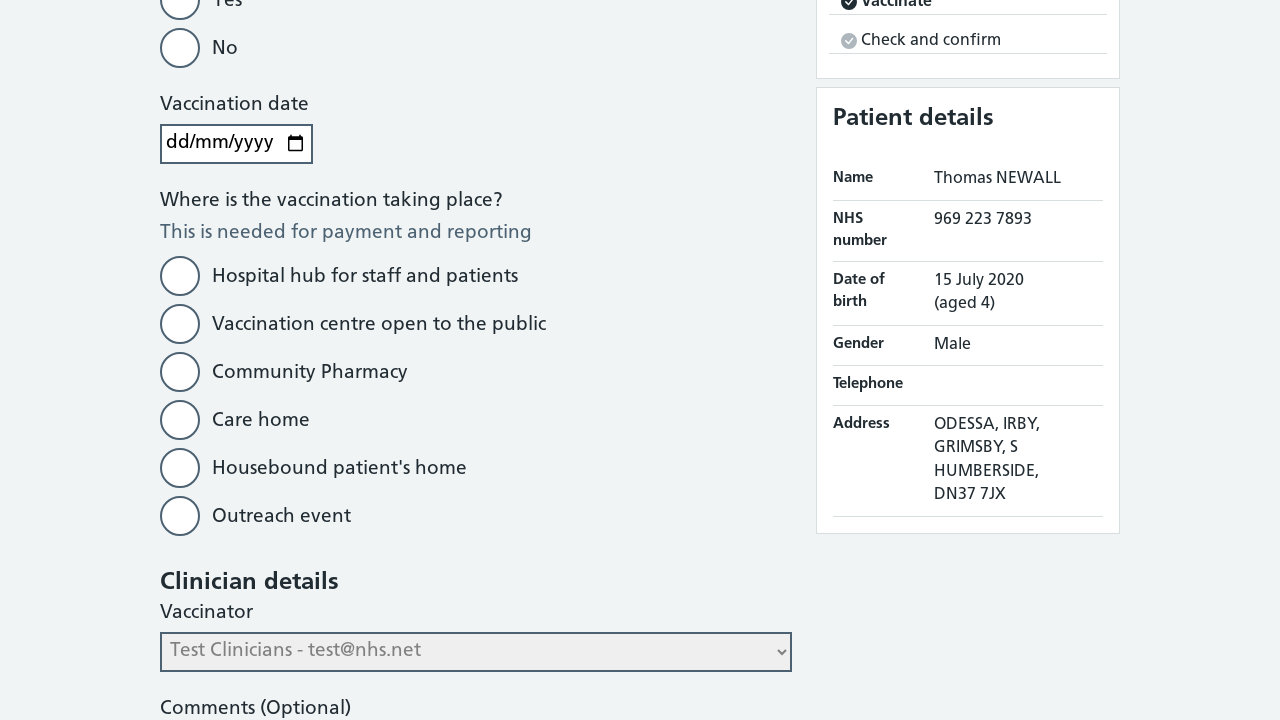 Yes
No
Vaccination date
dd/mm/yyyy
Where is the vaccination taking place?
This is needed for payment and reporting
Hospital hub for staff and patients
Vaccination centre open to the public
Community Pharmacy
Care home
Housebound patient's home
Outreach event
Clinician details
Vaccinator
Test Clinicians - test@nhs.net
Comments (Optional)
Vaccinate
Check and confirm
Patient details
Name Thomas NEWALL
NHS number 969 223 7893
Date of birth 15 July 2020 (aged 4)
Gender Male
Telephone
Address ODESSA, IRBY,
GRIMSBY, S
HUMBERSIDE,
DN37 7JX